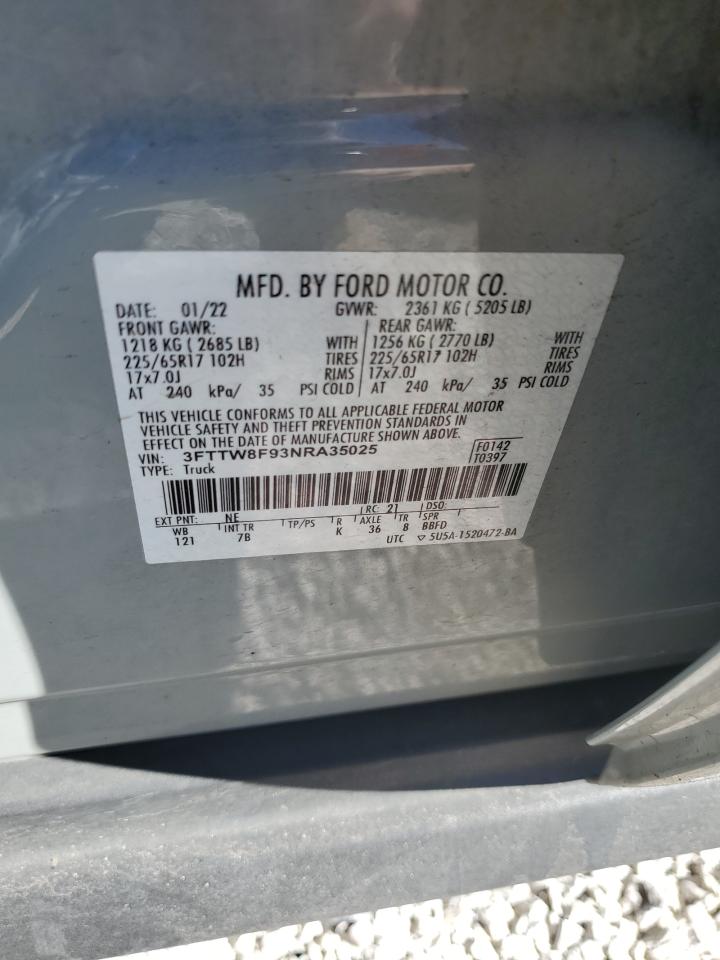 MFD. BY FORD MOTOR CO.
DATE: 01/22 GVWR: 2361 KG ( 5205 LB)
FRONT GAWR: REAR GAWR:
1218 KG ( 2685 LB) WITH 1256 KG ( 2770 LB) WITH
225/65R17 102H TIRES 225/65R17 102H TIRES
17x7.0J RIMS 17x7.0J RIMS
AT 240 kPa/ 35 PSI COLD AT 240 kPa/ 35 PSI COLD
THIS VEHICLE CONFORMS TO ALL APPLICABLE FEDERAL MOTOR
VEHICLE SAFETY AND THEFT PREVENTION STANDARDS IN
EFFECT ON THE DATE OF MANUFACTURE SHOWN ABOVE.
VIN: 3FTTW8F93NRA35025 F0142
TYPE: Truck T0397
EXT PNT: NE RC: 21 DSO:
WB INT TR TP/PS R AXLE TR SPR
121 7B K 36 8 BBFD
UTC ▽ 5U5A-1520472-BA